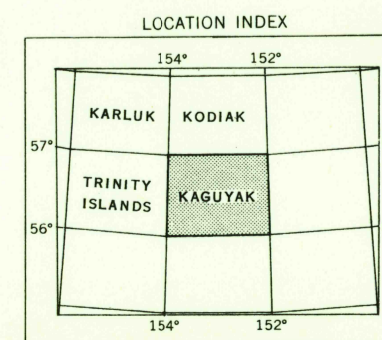 LOCATION INDEX
154° 152°
KARLUK KODIAK
57°
TRINITY
ISLANDS
KAGUYAK
56°
154° 152°